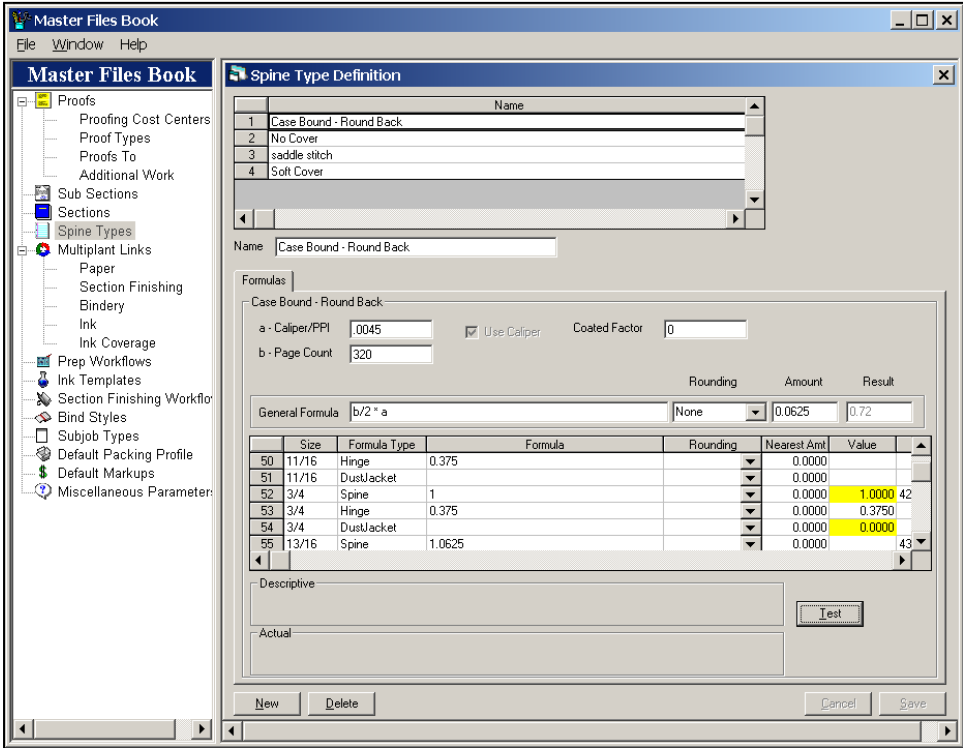 Master Files Book
File Window Help
Master Files Book
Proofs
Proofing Cost Centers
Proof Types
Proofs To
Additional Work
Sub Sections
Sections
Spine Types
Multiplant Links
Paper
Section Finishing
Bindery
Ink
Ink Coverage
Prep Workflows
Ink Templates
Section Finishing Workflo
Bind Styles
Subjob Types
Default Packing Profile
Default Markups
Miscellaneous Parameter
Spine Type Definition
Name
1 Case Bound - Round Back
2 No Cover
3 saddle stitch
4 Soft Cover
Name Case Bound - Round Back
Formulas
Case Bound - Round Back
a - Caliper/PPI .0045 Use Caliper Coated Factor 0
b - Page Count 320
Rounding Amount Result
General Formula b/2 * a None 0.0625 0.72
Size Formula Type Formula Rounding Nearest Amt Value
50 11/16 Hinge 0.375 0.0000
51 11/16 DustJacket 0.0000
52 3/4 Spine 1 0.0000 1.0000 42
53 3/4 Hinge 0.375 0.0000 0.3750
54 3/4 DustJacket 0.0000 0.0000
55 13/16 Spine 1.0625 0.0000 43
Descriptive
Test
Actual
New Delete Cancel Save